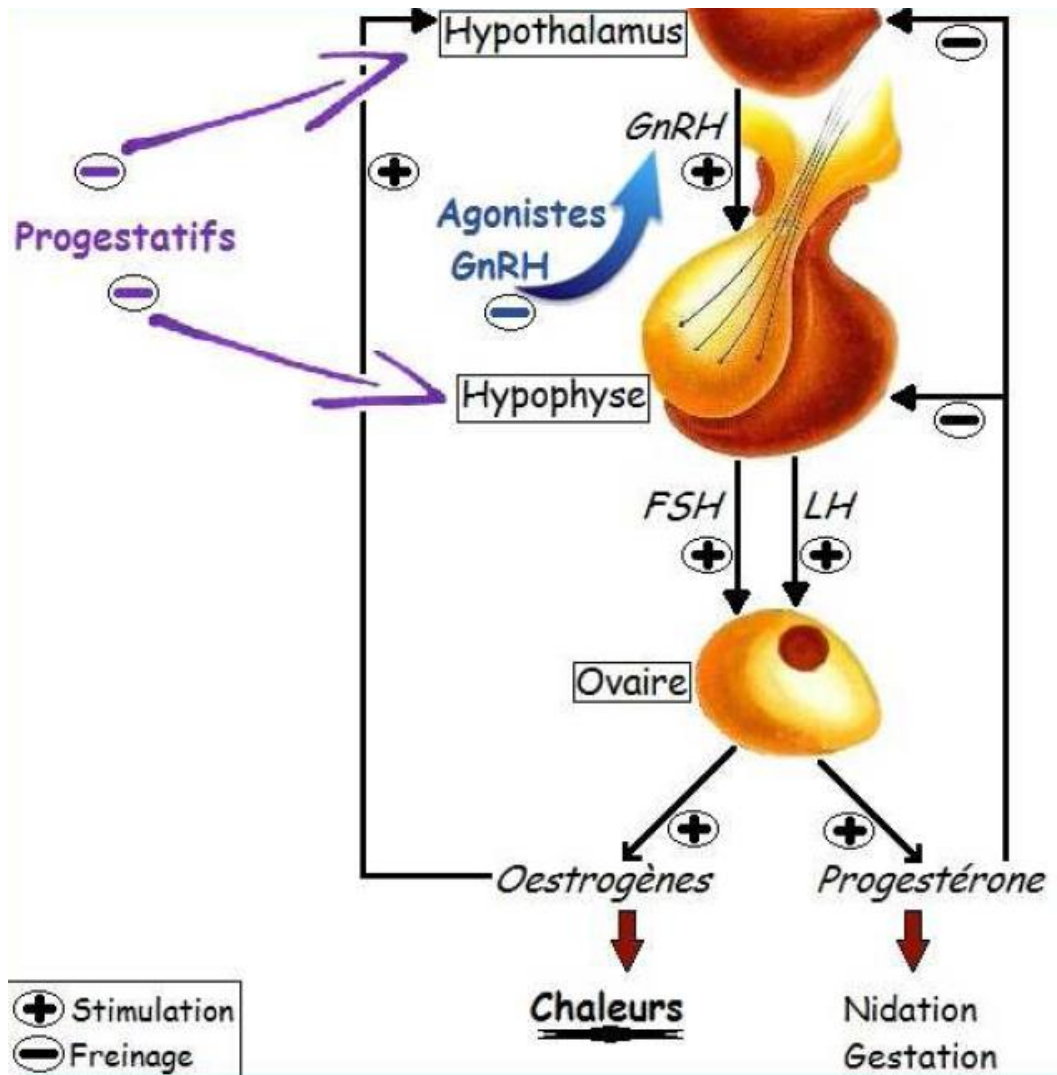 Hypothalamus
GnRH
Agonistes
GnRH
Progestatifs
Hypophyse
FSH
LH
Ovaire
Oestrogènes
Progestérone
Chaleurs
Nidation
Gestation
Stimulation
Freinage